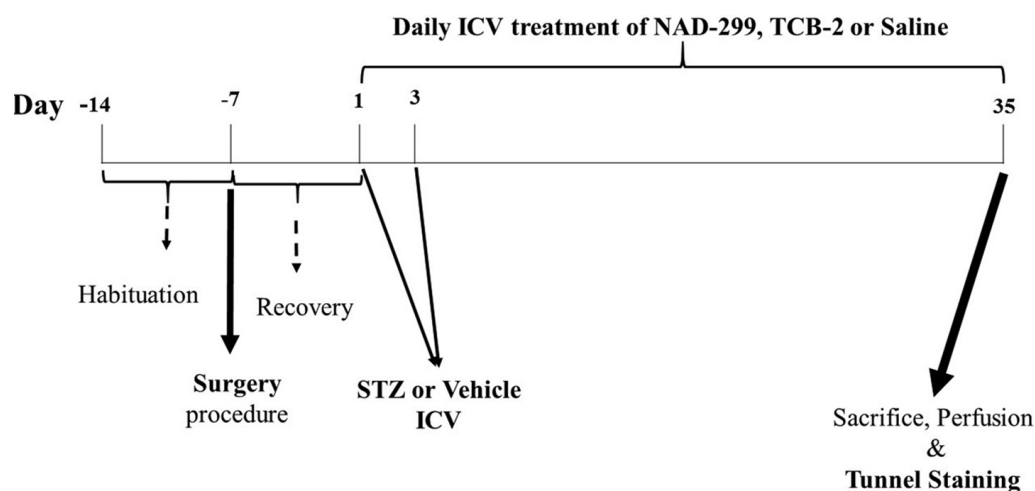 Daily ICV treatment of NAD-299, TCB-2 or Saline
Day -14 -7 1 3 35
Habituation
Recovery
Surgery
procedure
STZ or Vehicle
ICV
Sacrifice, Perfusion
&
Tunnel Staining